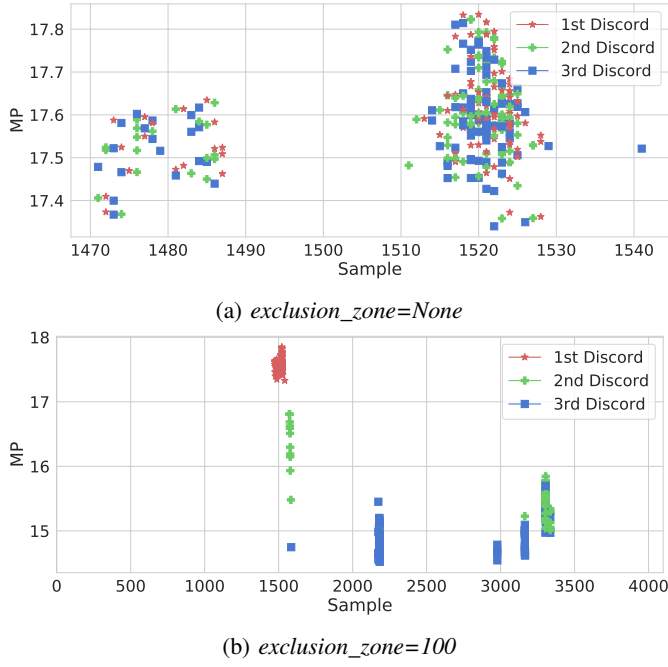 17.8
17.7
17.6
17.5
17.4
MP
1st Discord
2nd Discord
3rd Discord
1470 1480 1490 1500 1510 1520 1530 1540
Sample
(a) exclusion_zone=None
18
17
16
15
MP
1st Discord
2nd Discord
3rd Discord
0 500 1000 1500 2000 2500 3000 3500 4000
Sample
(b) exclusion_zone=100